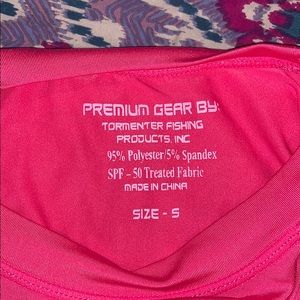 PREMIUM GEAR BY:
TORMENTER FISHING
PRODUCTS, INC
95% Polyester/5% Spandex
SPF - 50 Treated Fabric
MADE IN CHINA
SIZE - S